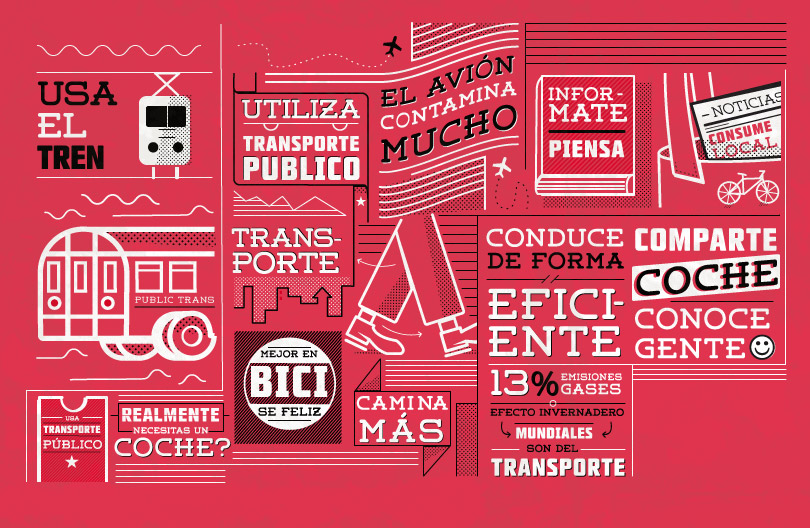 USA
EL
TREN
UTILIZA
TRANSPORTE
PUBLICO
EL AVIÓN
CONTAMINA
MUCHO
INFOR-
MATE
PIENSA
-NOTICIAS
CONSUME
LOCAL
PUBLIC TRANS
TRANS-
PORTE
CONDUCE
DE FORMA
EFICI-
ENTE
COMPARTE
COCHE
CONOCE
GENTE
MEJOR EN
BICI
SE FELIZ
CAMINA
MÁS
13% EMISIONES
GASES
EFECTO INVERNADERO
MUNDIALES
SON DEL
TRANSPORTE
USA
TRANSPORTE
PÚBLICO
REALMENTE
NECESITAS UN
COCHE?